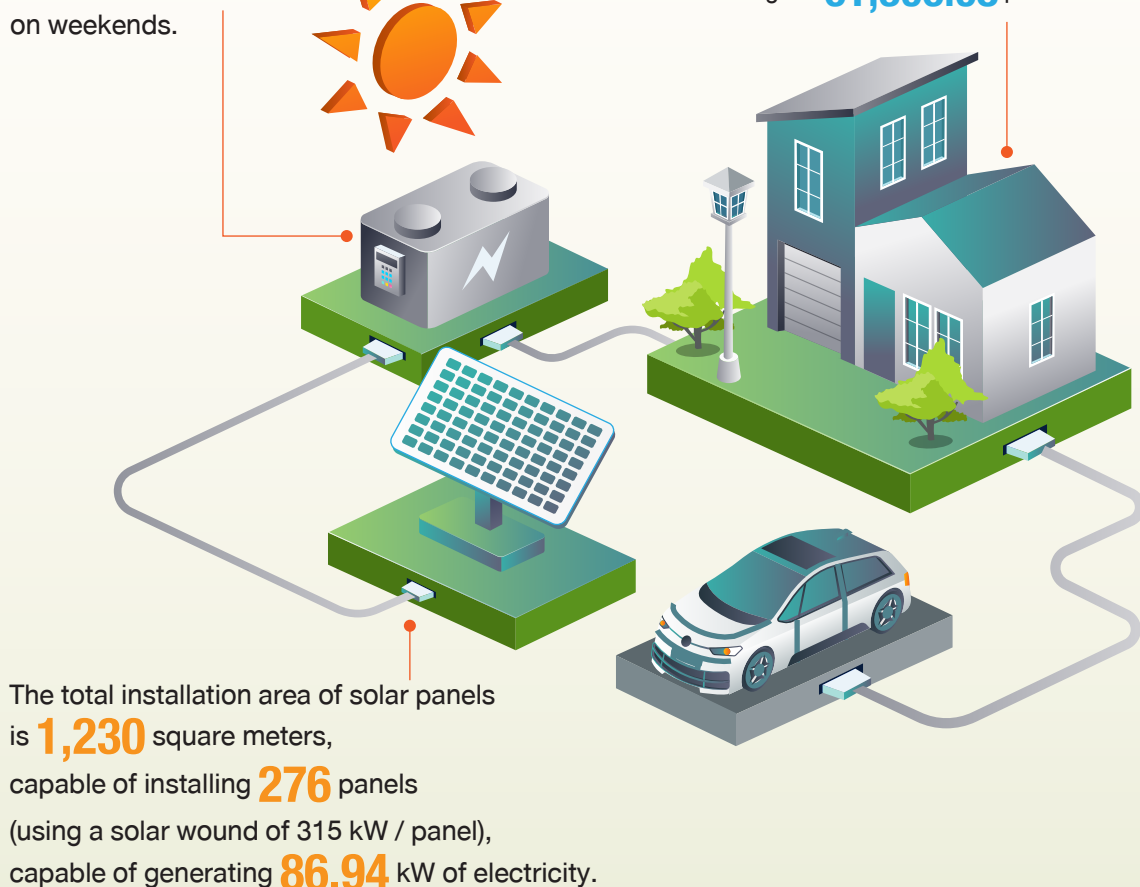 on weekends.
The total installation area of solar panels
is 1,230 square meters,
capable of installing 276 panels
(using a solar wound of 315 kW / panel),
capable of generating 86.94 kW of electricity.